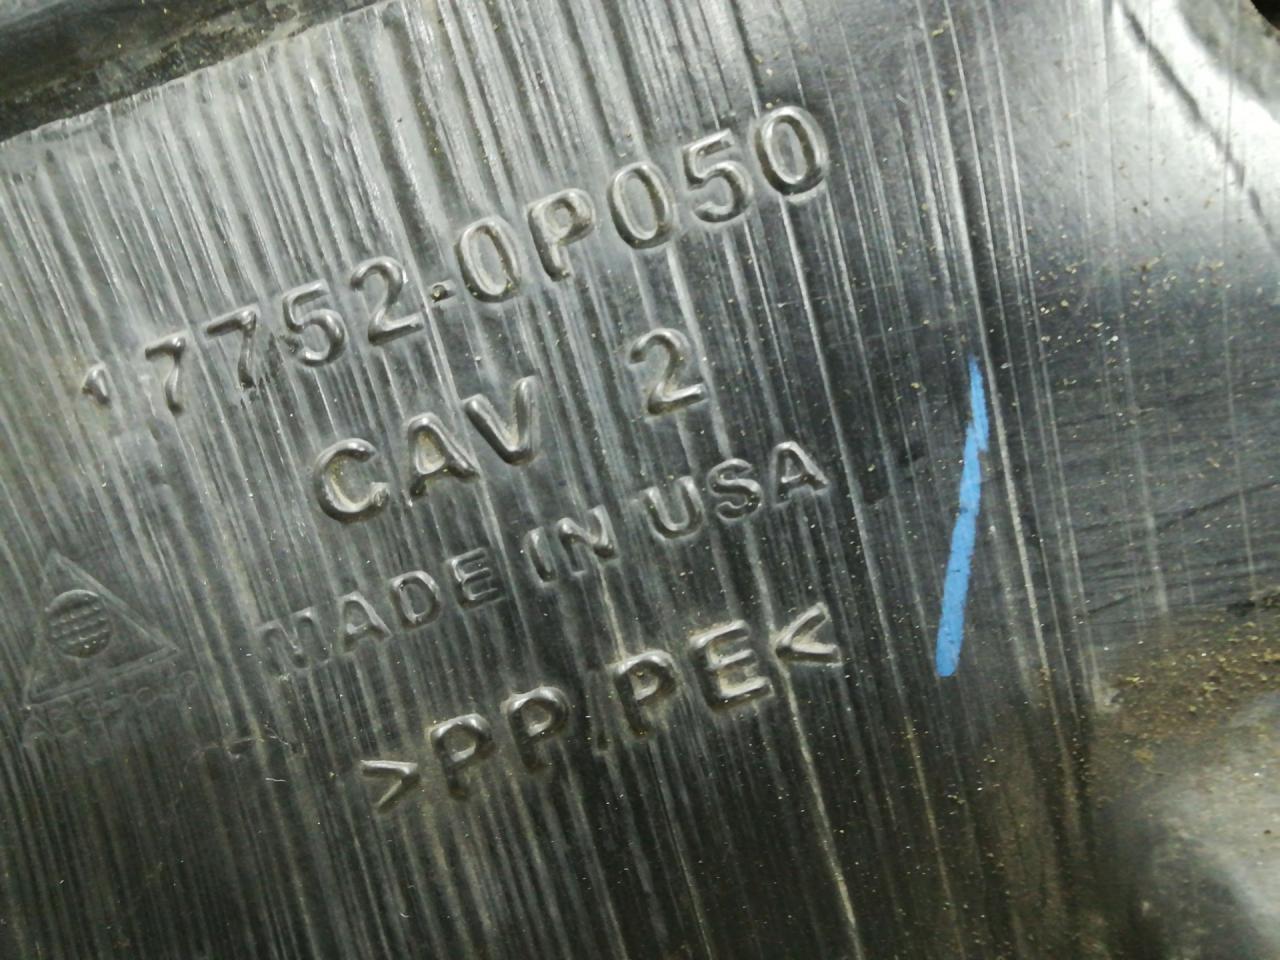 17752-0P050
CAV 2
MADE IN USA
>PP,PE<